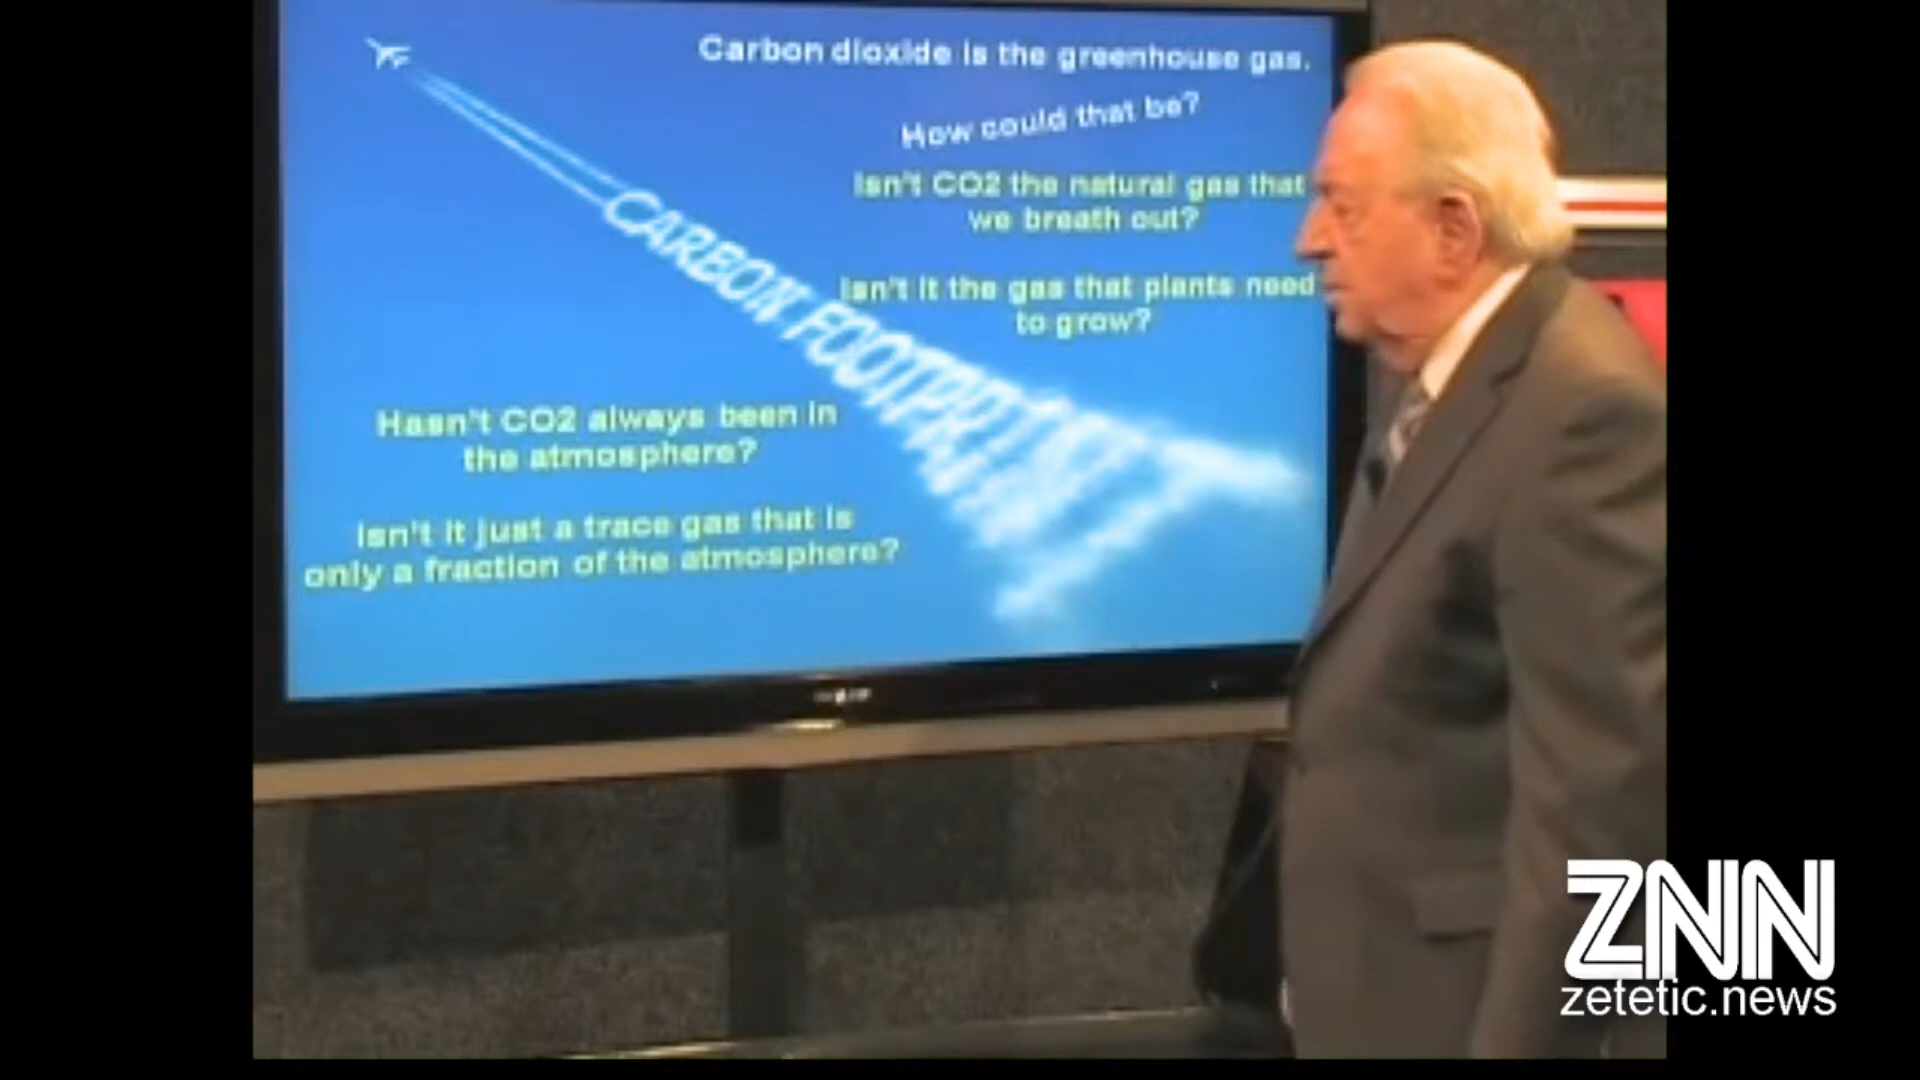 Carbon dioxide is the greenhouse gas.
How could that be?
Isn't CO2 the natural gas that
we breath out?
Isn't it the gas that plants need
to grow?
CARBON FOOTPRINT
Hasn't CO2 always been in
the atmosphere?
Isn't it just a trace gas that is
only a fraction of the atmosphere?
ZNN
zetetic.news